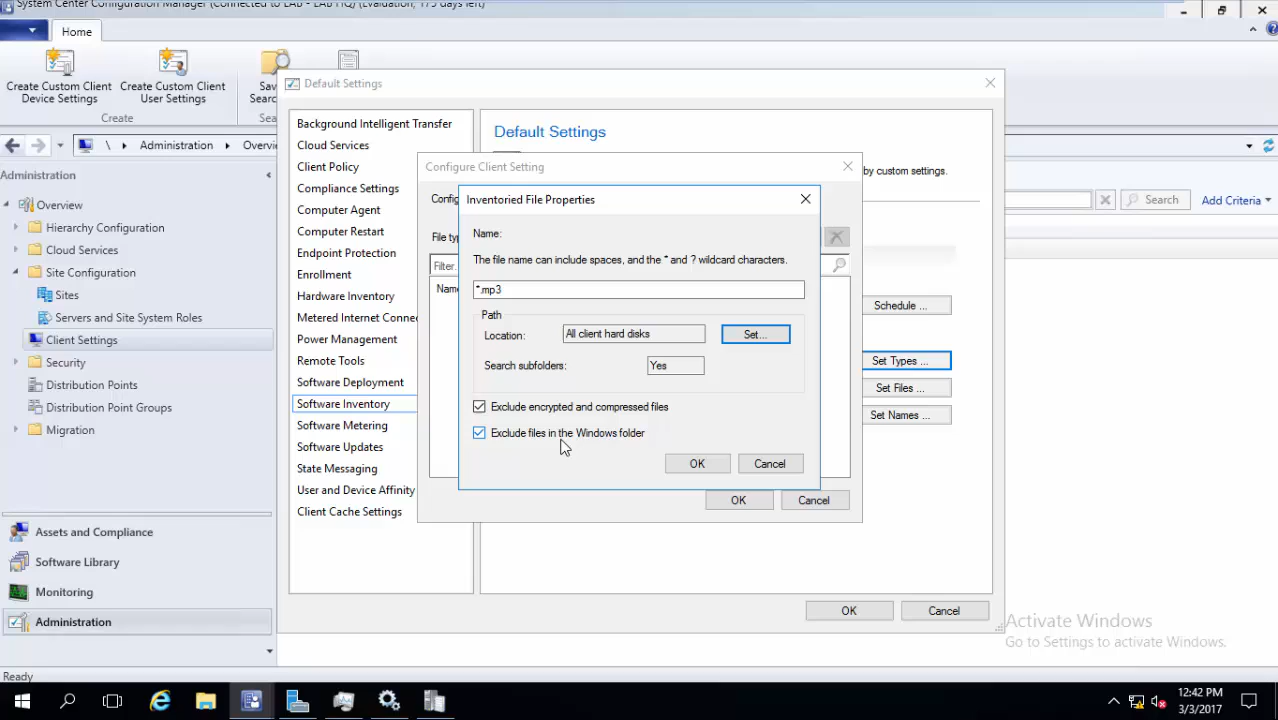 System Center Configuration Manager (Connected to LAB - LAB HQ) (Evaluation, 175 days left)
Home
Create Custom Client
Device Settings
Create Custom Client
User Settings
Create
Default Settings
\
Administration
Administration
Overview
Hierarchy Configuration
Cloud Services
Site Configuration
Sites
Servers and Site System Roles
Client Settings
Security
Distribution Points
Distribution Point Groups
Migration
Assets and Compliance
Software Library
Monitoring
Administration
Ready
Background Intelligent Transfer
Cloud Services
Client Policy
Compliance Settings
Computer Agent
Computer Restart
Endpoint Protection
Enrollment
Hardware Inventory
Metered Internet
Power Management
Remote Tools
Software Deployment
Software Inventory
Software Metering
Software Updates
State Messaging
User and Device Affinity
Client Cache Settings
Default Settings
by custom settings.
Schedule ...
Set Types ...
Set Files ...
Set Names ...
OK
Cancel
Configure Client Setting
Filter...
OK
Cancel
Inventoried File Properties
Name:
The file name can include spaces, and the * and ? wildcard characters.
*.mp3
Path
Location:
All client hard disks
Set...
Search subfolders:
Yes
Exclude encrypted and compressed files
Exclude files in the Windows folder
OK
Cancel
Search
Add Criteria
Activate Windows
Go to Settings to activate Windows.
12:42 PM
3/3/2017